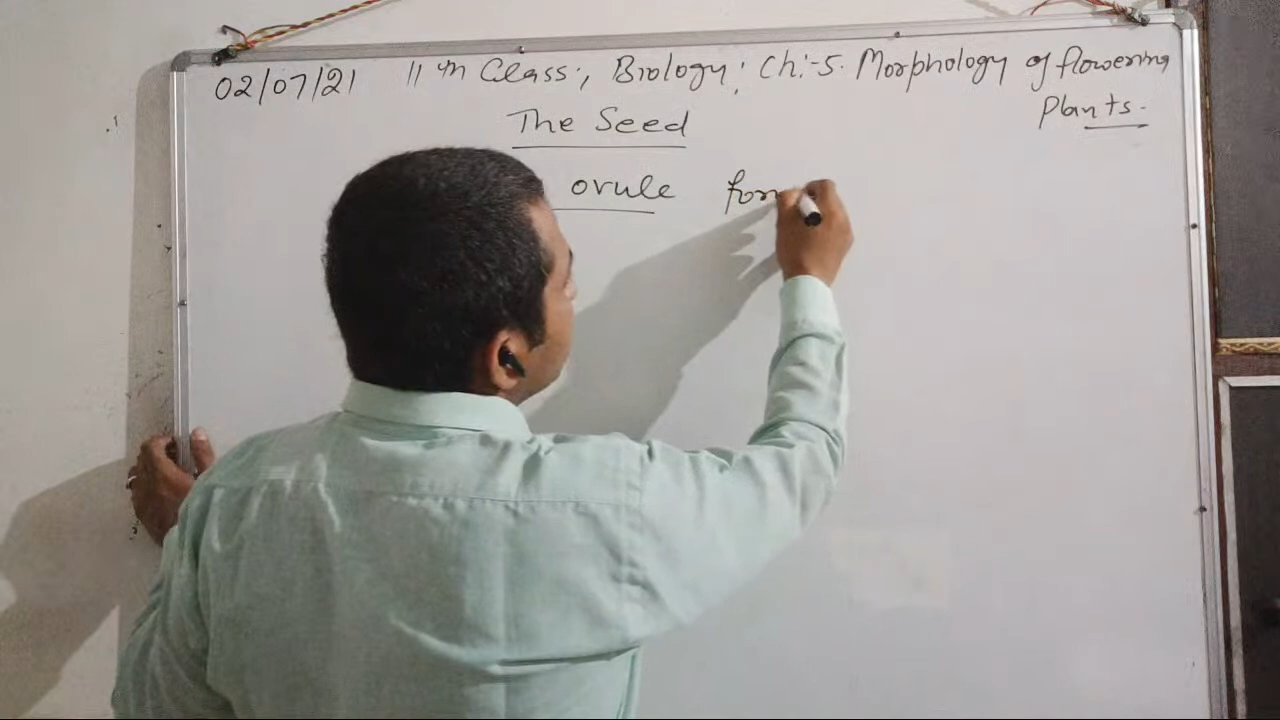 02/07/21 11th Class, Biology; Ch:-5. Morphology of flowering
Plants.
The Seed
ovule